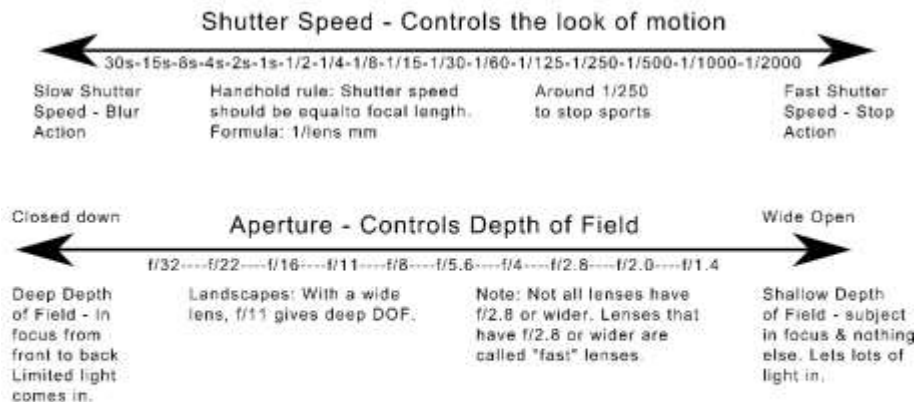 Shutter Speed - Controls the look of motion
30s-15s-8s-4s-2s-1s-1/2-1/4-1/8-1/15-1/30-1/60-1/125-1/250-1/500-1/1000-1/2000
Slow Shutter
Speed - Blur
Action
Handhold rule: Shutter speed
should be equalto focal length.
Formula: 1/lens mm
Around 1/250
to stop sports
Fast Shutter
Speed - Stop
Action
Closed down
Aperture - Controls Depth of Field
Wide Open
f/32----f/22----f/16----f/11----f/8----f/5.6----f/4----f/2.8----f/2.0----f/1.4
Deep Depth
of Field - In
focus from
front to back
Limited light
comes in.
Landscapes: With a wide
lens, f/11 gives deep DOF.
Note: Not all lenses have
f/2.8 or wider. Lenses that
have f/2.8 or wider are
called "fast" lenses
Shallow Depth
of Field - subject
in focus & nothing
else. Lets lots of
light in.